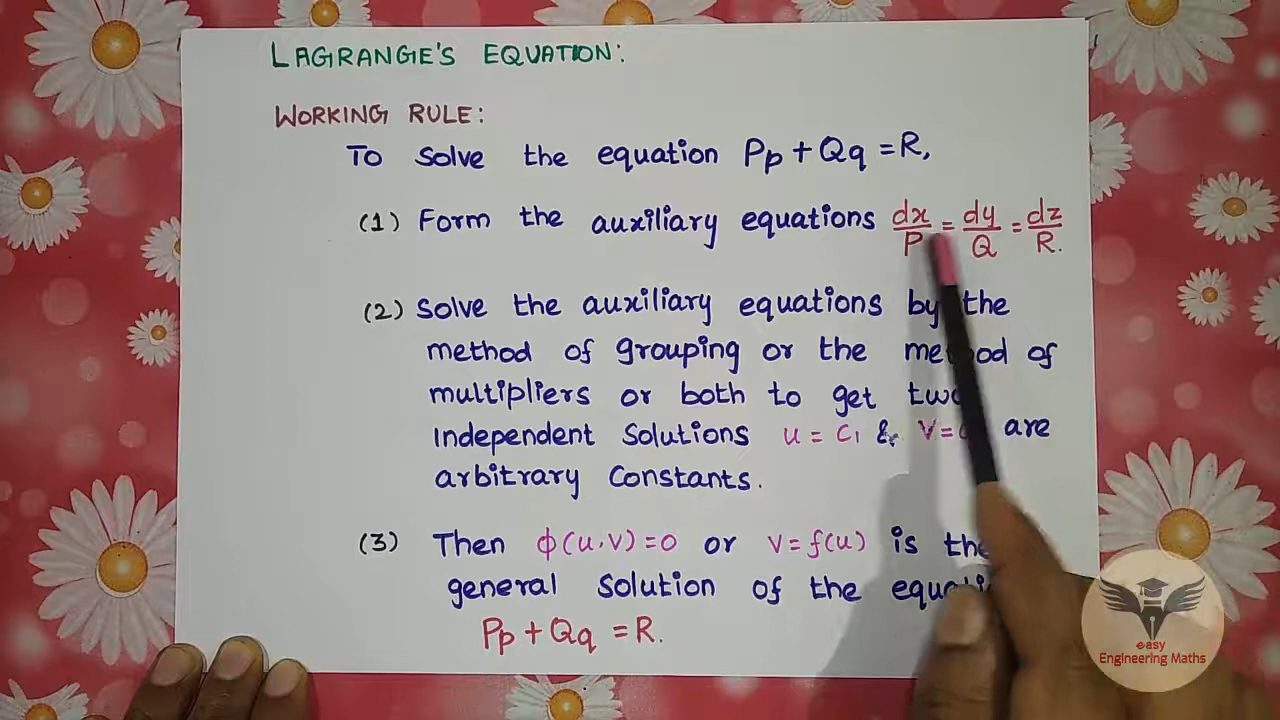 LAGRANGE'S EQUATION:
WORKING RULE:
To solve the equation Pp + Qq = R,
(1) Form the auxiliary equations dx/P = dy/Q = dz/R.
(2) Solve the auxiliary equations by the
method of grouping or the method of
multipliers or both to get two
independent solutions u = c₁ & v = are
arbitrary constants.
(3) Then ϕ(u,v) = 0 or v = f(u) is the
general solution of the
Pp + Qq = R.
easy
Engineering Maths